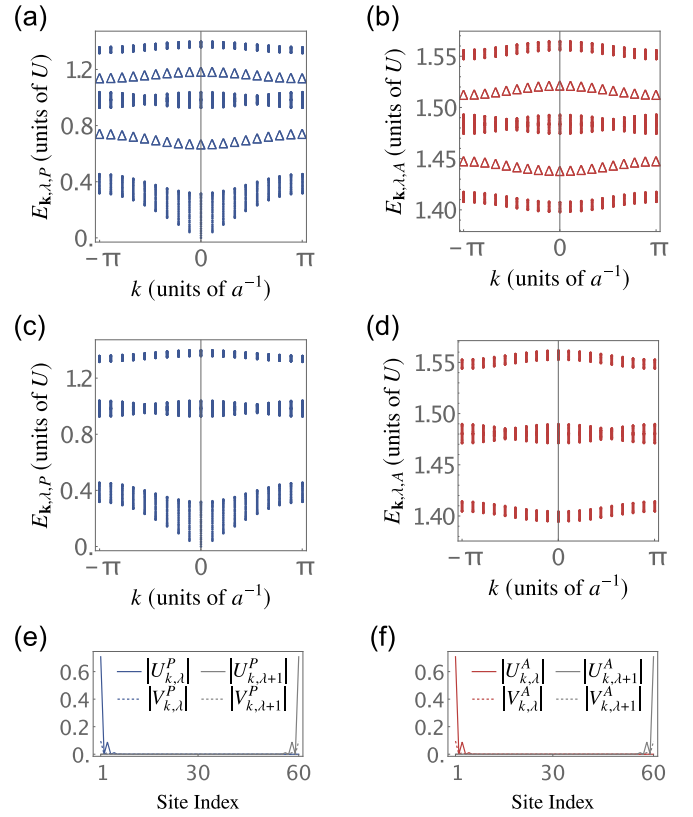 (a)
(b)
E_{k,λ,P} (units of U)
1.2
0.8
0.4
0.
−π
0
π
k (units of a⁻¹)
E_{k,λ,A} (units of U)
1.55
1.50
1.45
1.40
−π
0
π
k (units of a⁻¹)
(c)
(d)
E_{k,λ,P} (units of U)
1.2
0.8
0.4
0.
−π
0
π
k (units of a⁻¹)
E_{k,λ,A} (units of U)
1.55
1.50
1.45
1.40
−π
0
π
k (units of a⁻¹)
(e)
(f)
0.6
0.4
0.2
0
|U^P_{k,λ}| |U^P_{k,λ+1}|
|V^P_{k,λ}| |V^P_{k,λ+1}|
1 30 60
Site Index
0.6
0.4
0.2
0
|U^A_{k,λ}| |U^A_{k,λ+1}|
|V^A_{k,λ}| |V^A_{k,λ+1}|
1 30 60
Site Index